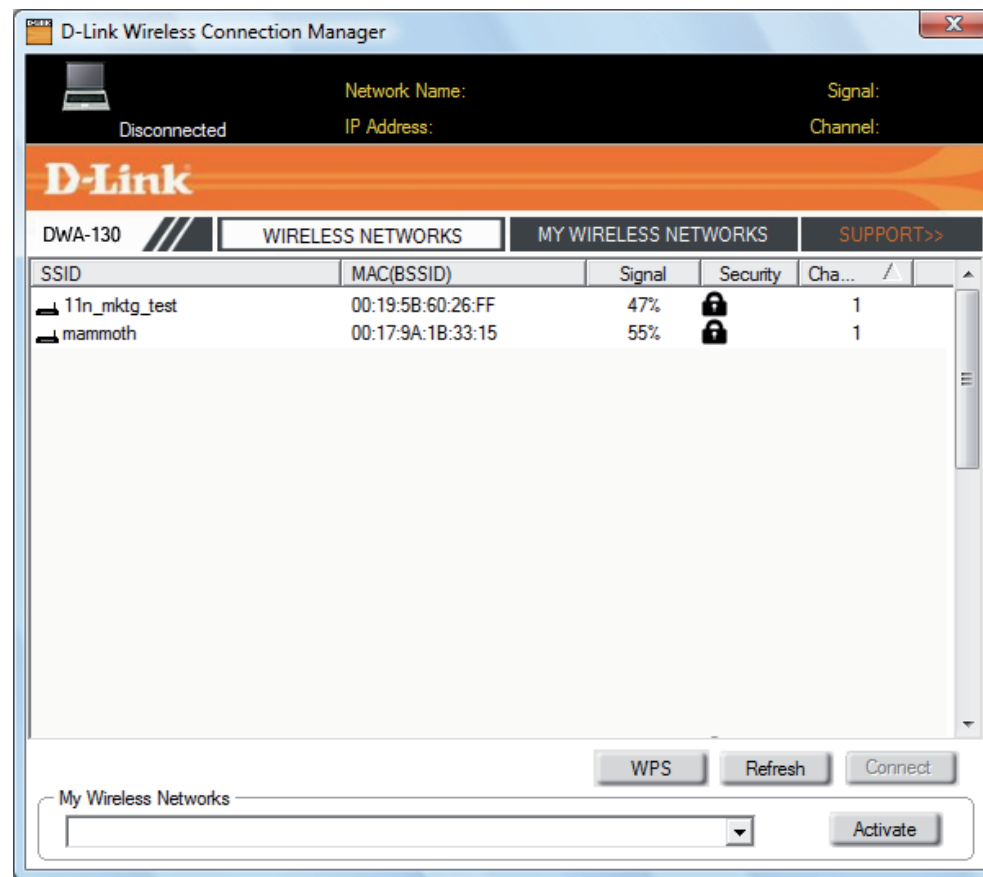 D-Link Wireless Connection Manager
Network Name: Signal:
Disconnected IP Address: Channel:
D-Link
DWA-130 WIRELESS NETWORKS MY WIRELESS NETWORKS SUPPORT>>
SSID MAC(BSSID) Signal Security Cha...
11n_mktg_test 00:19:5B:60:26:FF 47% 1
mammoth 00:17:9A:1B:33:15 55% 1
WPS Refresh Connect
My Wireless Networks
Activate